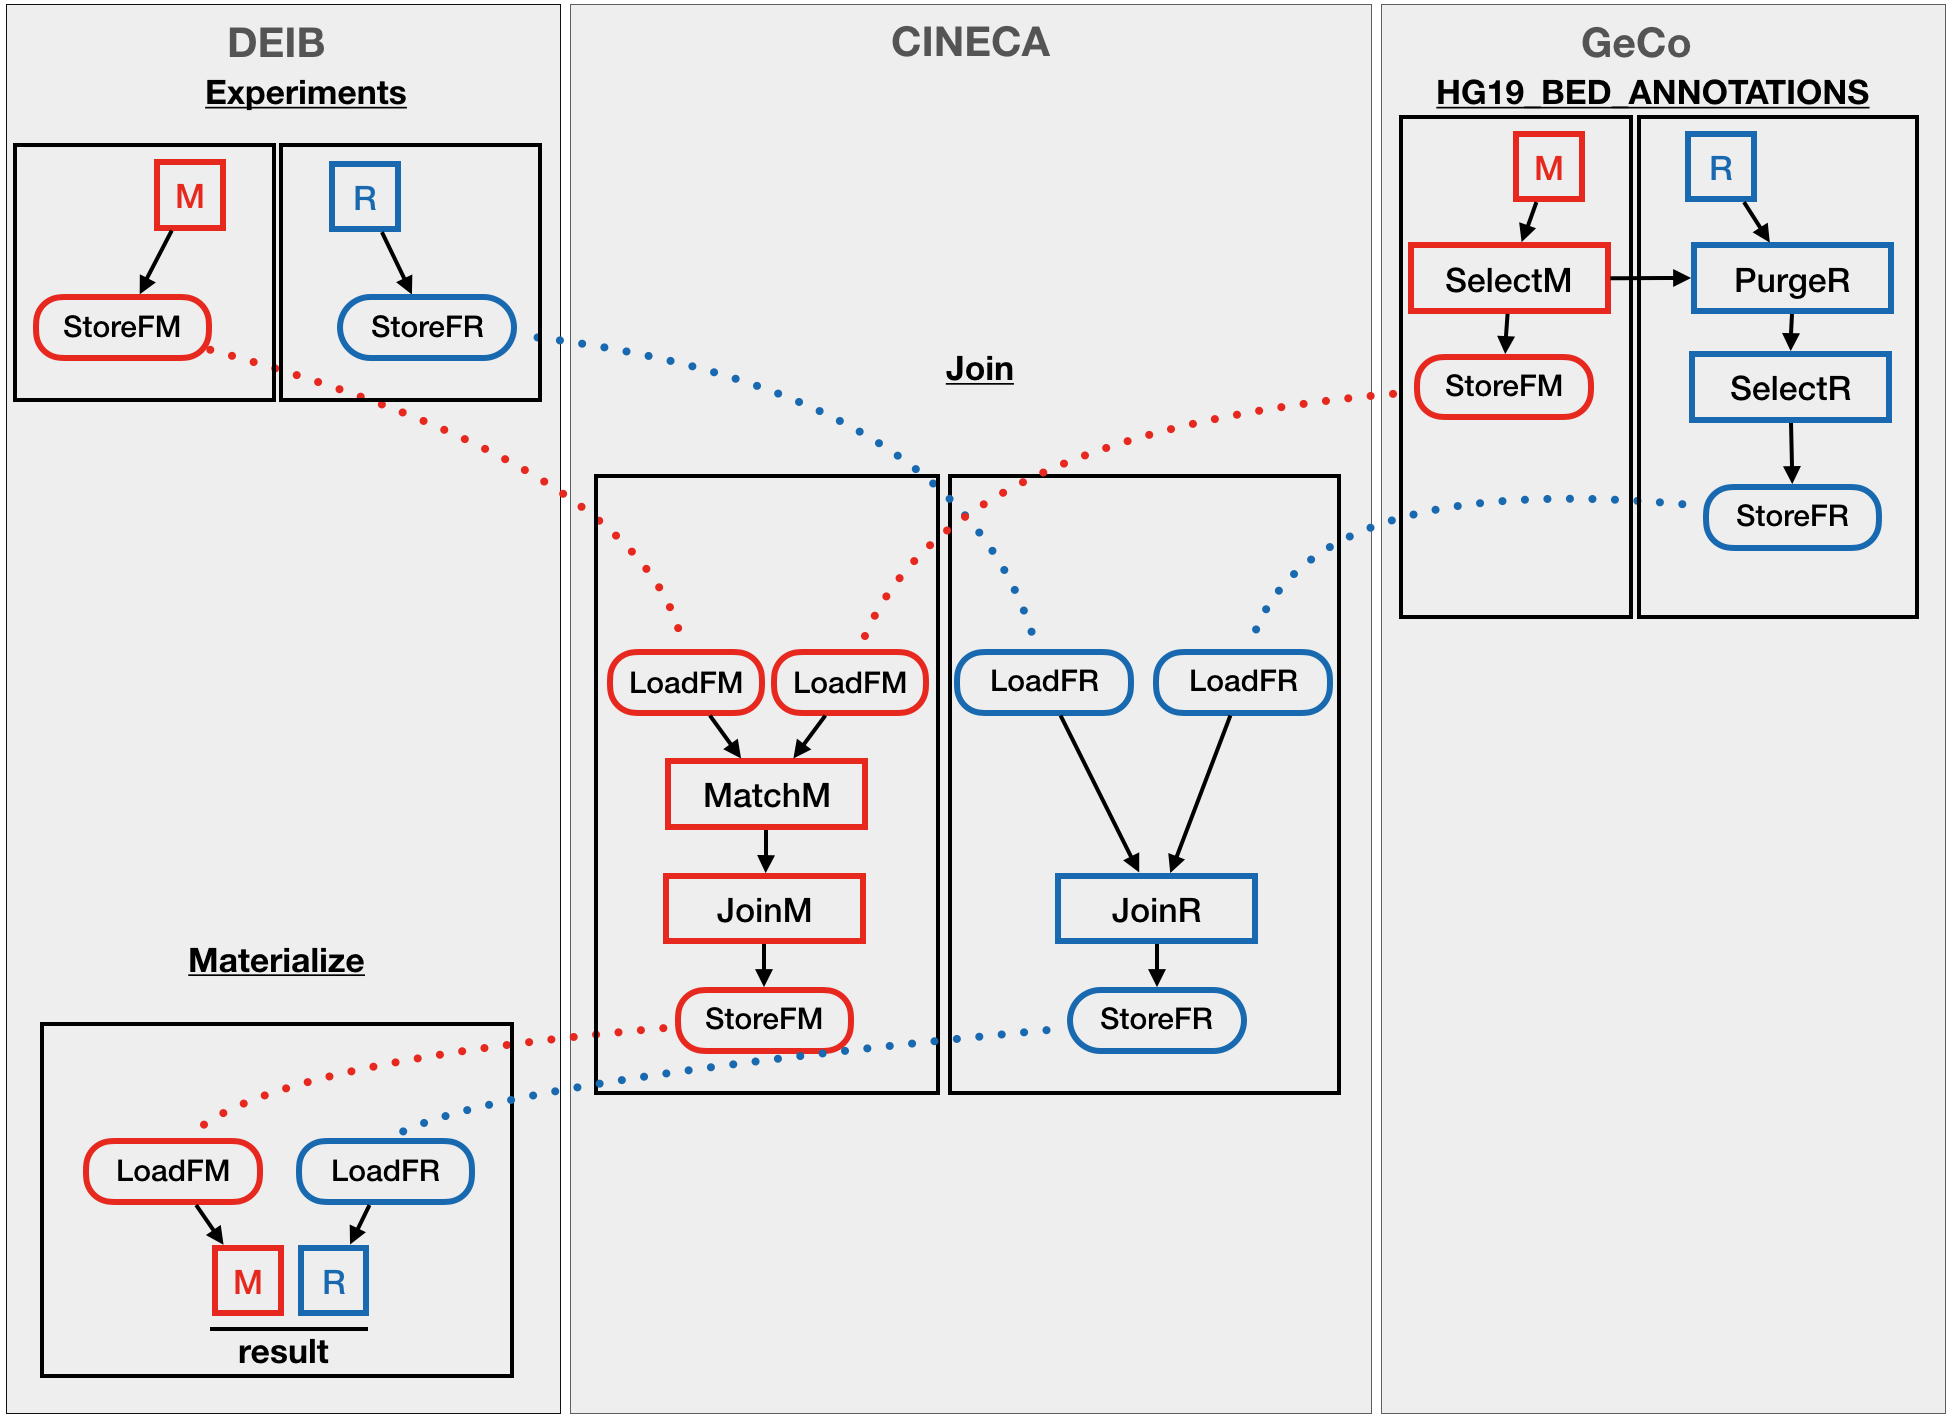 DEIB
Experiments
M
R
StoreFM
StoreFR
Materialize
LoadFM
LoadFR
M
R
result
CINECA
Join
LoadFM
LoadFM
LoadFR
LoadFR
MatchM
JoinM
JoinR
StoreFM
StoreFR
GeCo
HG19_BED_ANNOTATIONS
M
R
SelectM
PurgeR
StoreFM
SelectR
StoreFR